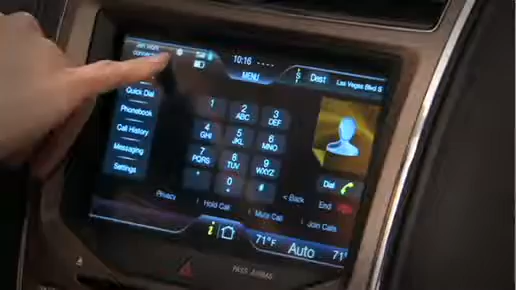 10:16
MENU
Dest
Las Vegas Blvd S
Quick Dial
Phonebook
Call History
Messaging
Settings
1
2
ABC
3
DEF
4
GHI
5
JKL
6
MNO
7
PQRS
8
TUV
9
WXYZ
*
0
#
< Back
Dial
End
Privacy
Hold Call
Mute Call
Join Calls
i
71°F
Auto
71°F
PASS AIRBAG